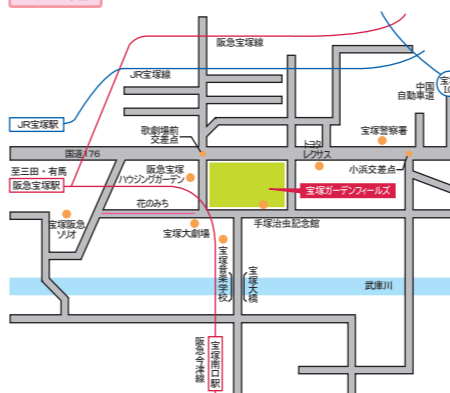 阪急宝塚線
JR宝塚線
中国
自動車道
JR宝塚駅
歌劇場前
交差点
トヨタ
レクサス
宝塚警察署
国道176
小浜交差点
至三田・有馬
阪急宝塚駅
阪急宝塚
ハウジングガーデン
宝塚ガーデンフィールズ
花のみち
宝塚阪急
ソリオ
宝塚大劇場
手塚治虫記念館
宝塚音楽学校
宝塚大橋
武庫川
阪急今津線
宝塚南口駅